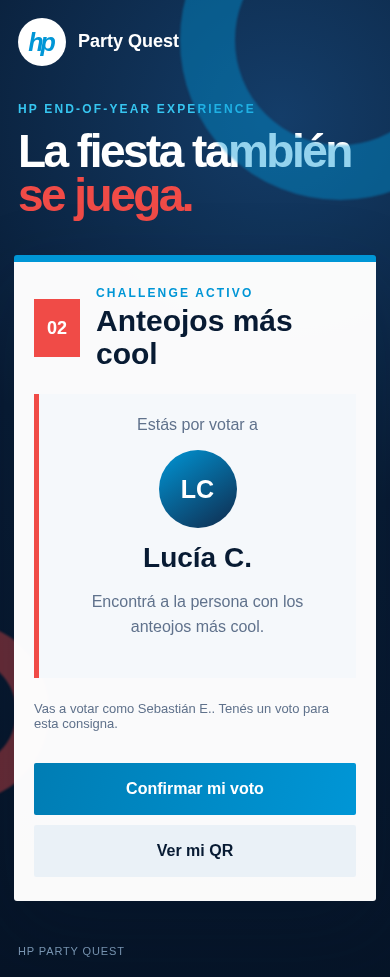 hp Party Quest
HP END-OF-YEAR EXPERIENCE
La fiesta también
se juega.
CHALLENGE ACTIVO
02
Anteojos más
cool
Estás por votar a
LC
Lucía C.
Encontrá a la persona con los
anteojos más cool.
Vas a votar como Sebastián E.. Tenés un voto para
esta consigna.
Confirmar mi voto
Ver mi QR
HP PARTY QUEST